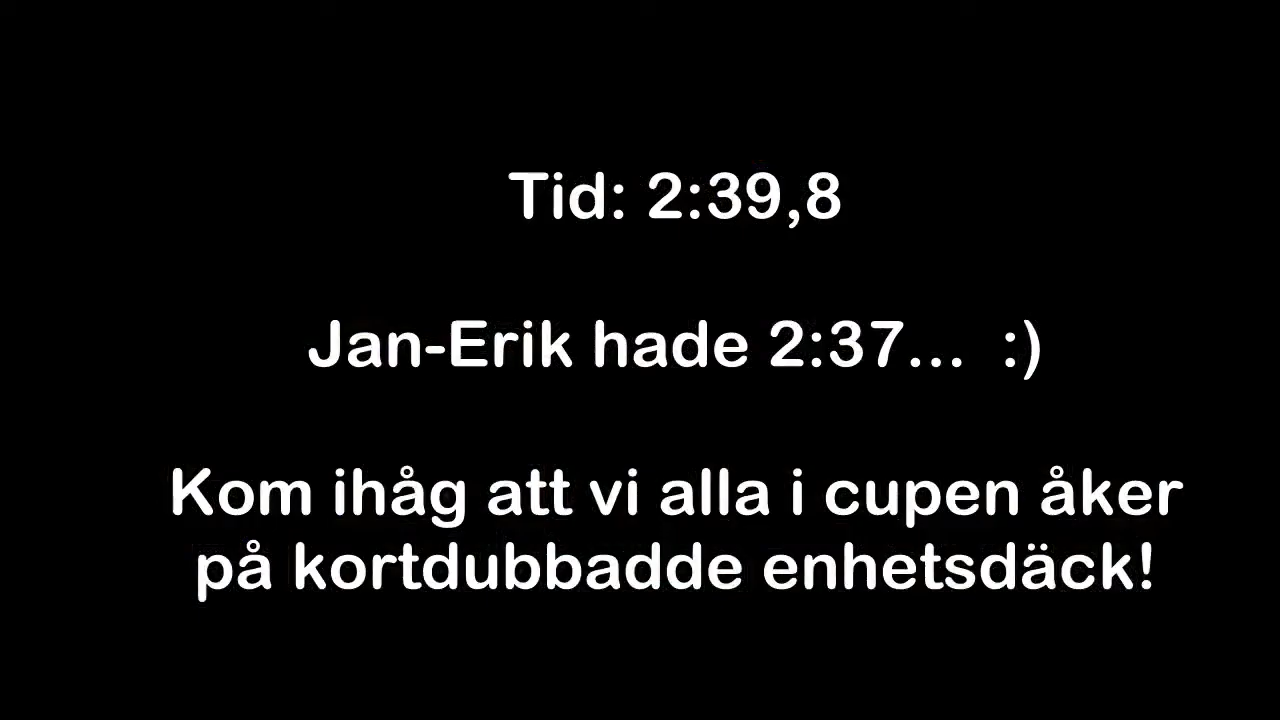 Tid: 2:39,8
Jan-Erik hade 2:37...  :)
Kom ihåg att vi alla i cupen åker
på kortdubbadde enhetsdäck!